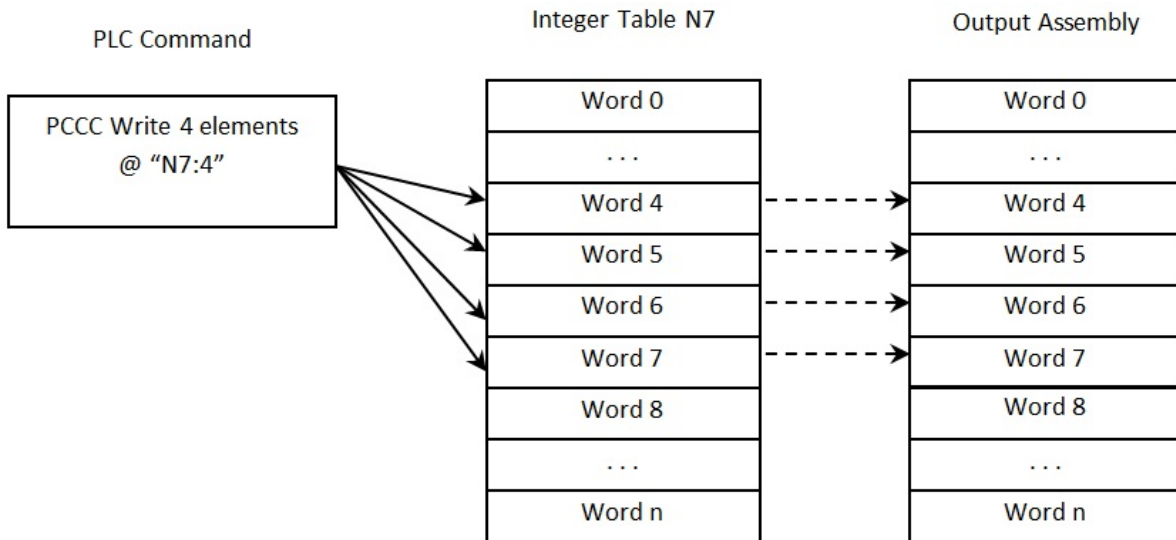 PLC Command
PCCC Write 4 elements
@ “N7:4”
Integer Table N7
Word 0
. . .
Word 4
Word 5
Word 6
Word 7
Word 8
. . .
Word n
Output Assembly
Word 0
. . .
Word 4
Word 5
Word 6
Word 7
Word 8
. . .
Word n